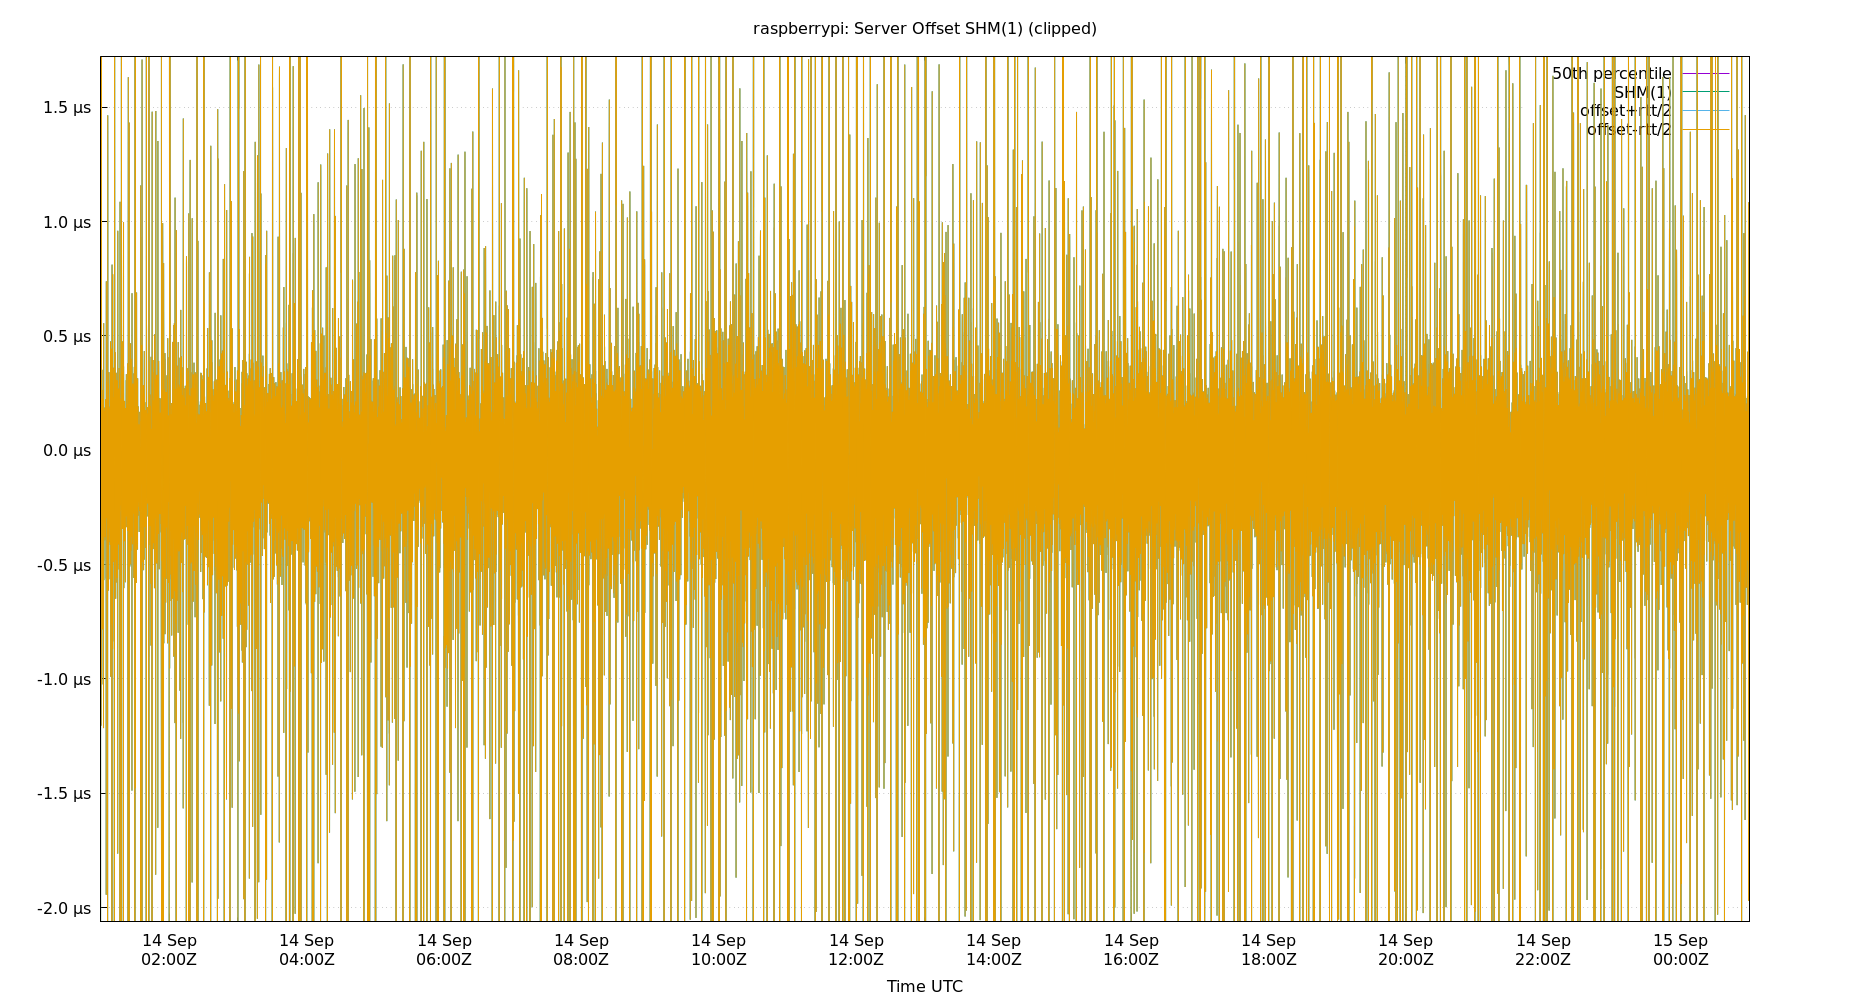 raspberrypi: Server Offset SHM(1) (clipped)
50th percentile
SHM(1)
offset+rtt/2
offset-rtt/2
1.5 µs
1.0 µs
0.5 µs
0.0 µs
-0.5 µs
-1.0 µs
-1.5 µs
-2.0 µs
14 Sep 14 Sep 14 Sep 14 Sep 14 Sep 14 Sep 14 Sep 14 Sep 14 Sep 14 Sep 14 Sep 15 Sep
02:00Z 04:00Z 06:00Z 08:00Z 10:00Z 12:00Z 14:00Z 16:00Z 18:00Z 20:00Z 22:00Z 00:00Z
Time UTC